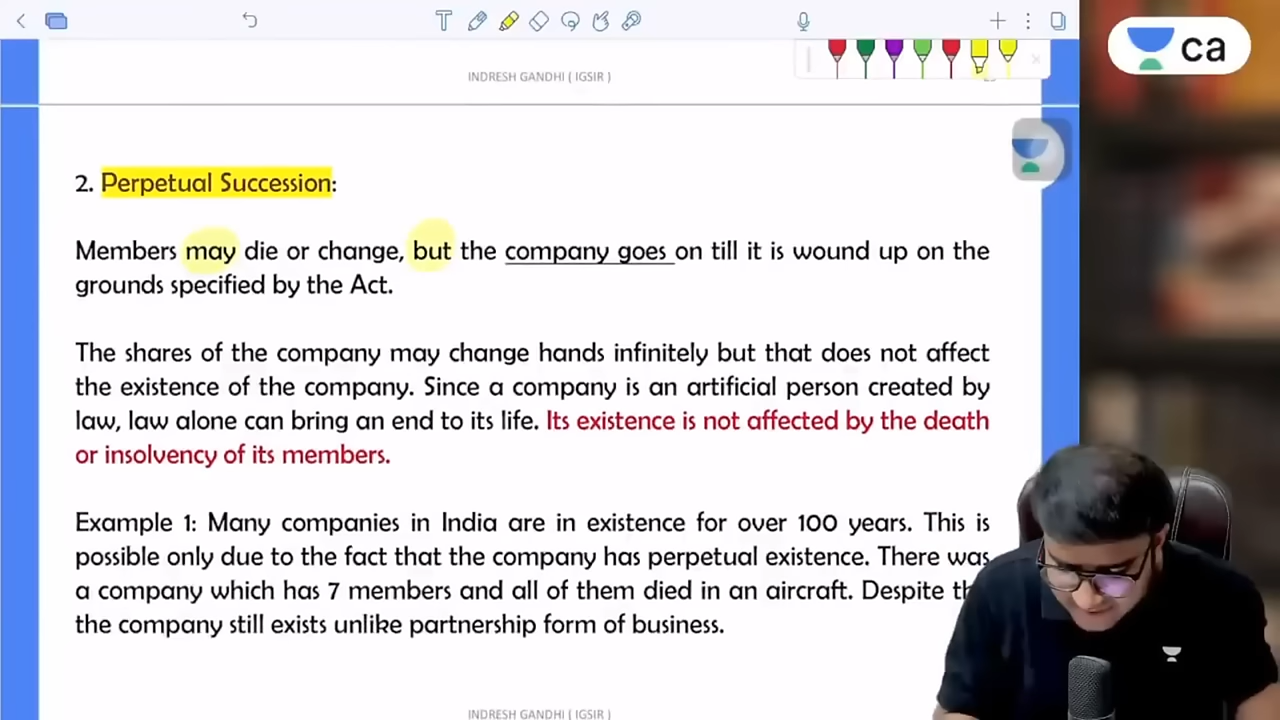 ca
INDRESH GANDHI ( IGSIR )
2. Perpetual Succession:
Members may die or change, but the company goes on till it is wound up on the
grounds specified by the Act.
The shares of the company may change hands infinitely but that does not affect
the existence of the company. Since a company is an artificial person created by
law, law alone can bring an end to its life. Its existence is not affected by the death
or insolvency of its members.
Example 1: Many companies in India are in existence for over 100 years. This is
possible only due to the fact that the company has perpetual existence. There was
a company which has 7 members and all of them died in an aircraft. Despite
the company still exists unlike partnership form of business.
INDRESH GANDHI ( IGSIR )